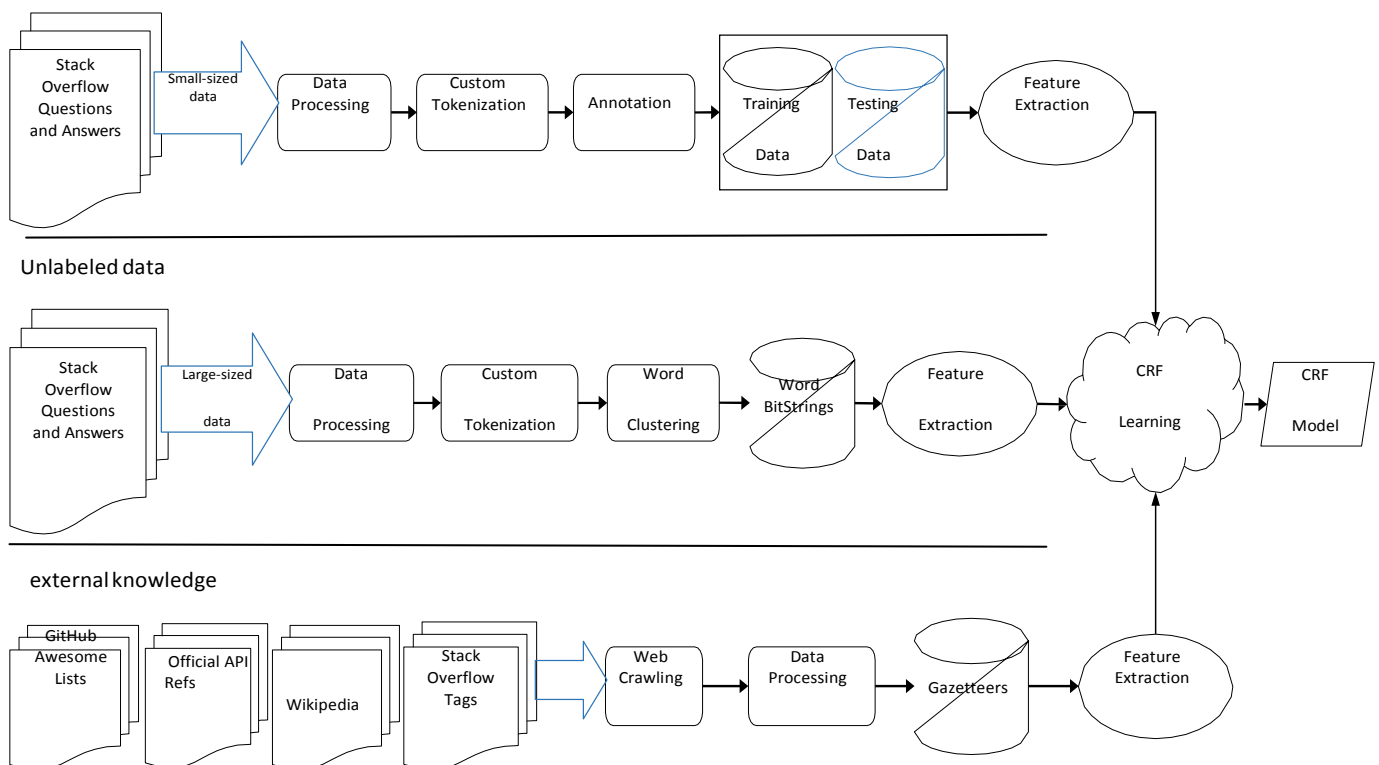 Stack
Overflow
Questions
and Answers
Small-sized
data
Data
Processing
Custom
Tokenization
Annotation
Training
Data
Testing
Data
Feature
Extraction
Unlabeled data
Stack
Overflow
Questions
and Answers
Large-sized
data
Data
Processing
Custom
Tokenization
Word
Clustering
Word
BitStrings
Feature
Extraction
CRF
Learning
CRF
Model
external knowledge
GitHub
Awesome
Lists
Official API
Refs
Wikipedia
Stack
Overflow
Tags
Web
Crawling
Data
Processing
Gazetteers
Feature
Extraction